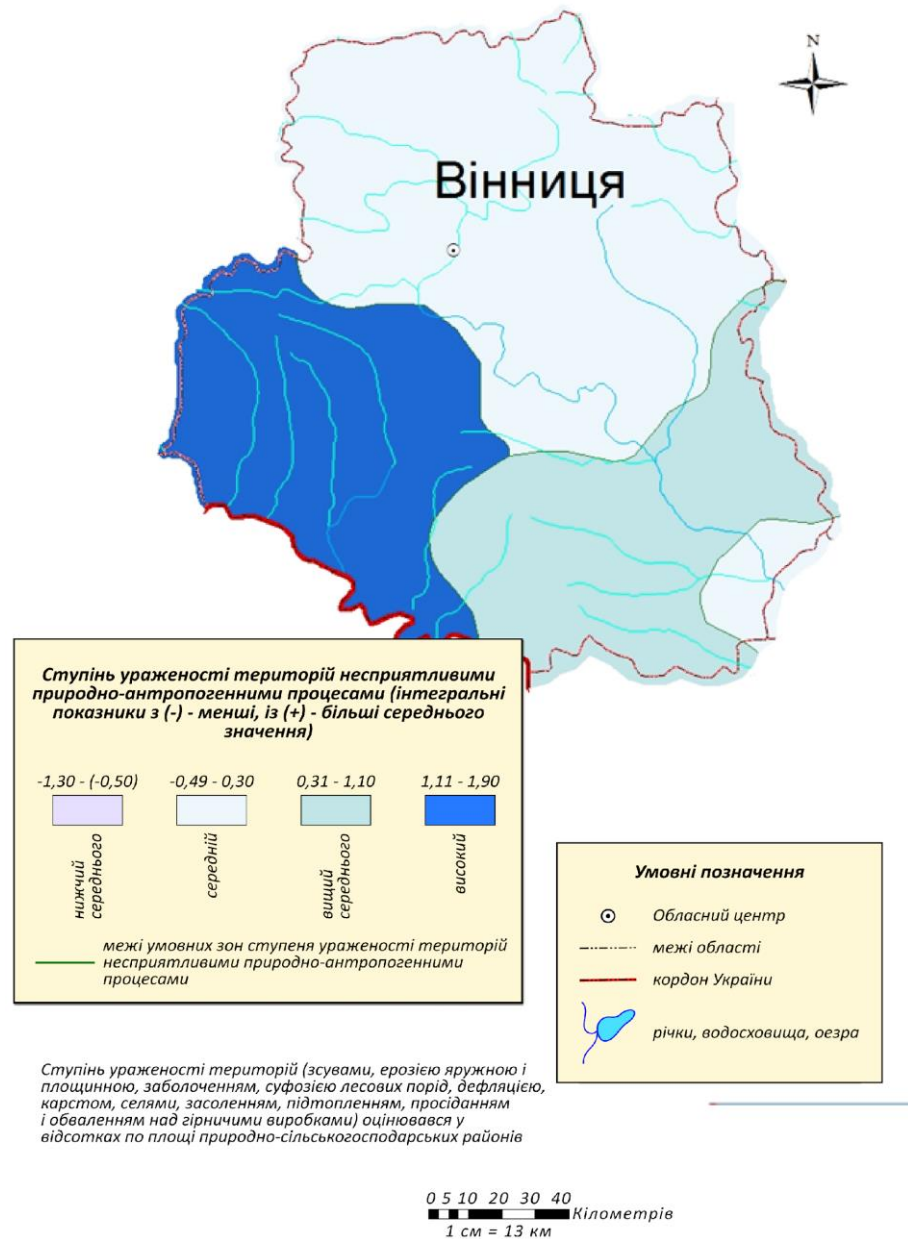 N
Вінниця
Ступінь ураженості територій несприятливими
природно-антропогенними процесами (інтегральні
показники з (-) - менші, із (+) - більші середнього
значення)
-1,30 - (-0,50)
-0,49 - 0,30
0,31 - 1,10
1,11 - 1,90
нижчий
середнього
середній
вищий
середнього
високий
межі умовних зон ступеня ураженості територій
несприятливими природно-антропогенними
процесами
Умовні позначення
Обласний центр
межі області
кордон України
річки, водосховища, оезра
Ступінь ураженості територій (зсувами, ерозією яружною і
площинною, заболоченням, суфозією лесових порід, дефляцією,
карстом, селями, засоленням, підтопленням, просіданням
і обваленням над гірничими виробками) оцінювався у
відсотках по площі природно-сільськогосподарських районів
0 5 10 20 30 40
Кілометрів
1 см = 13 км